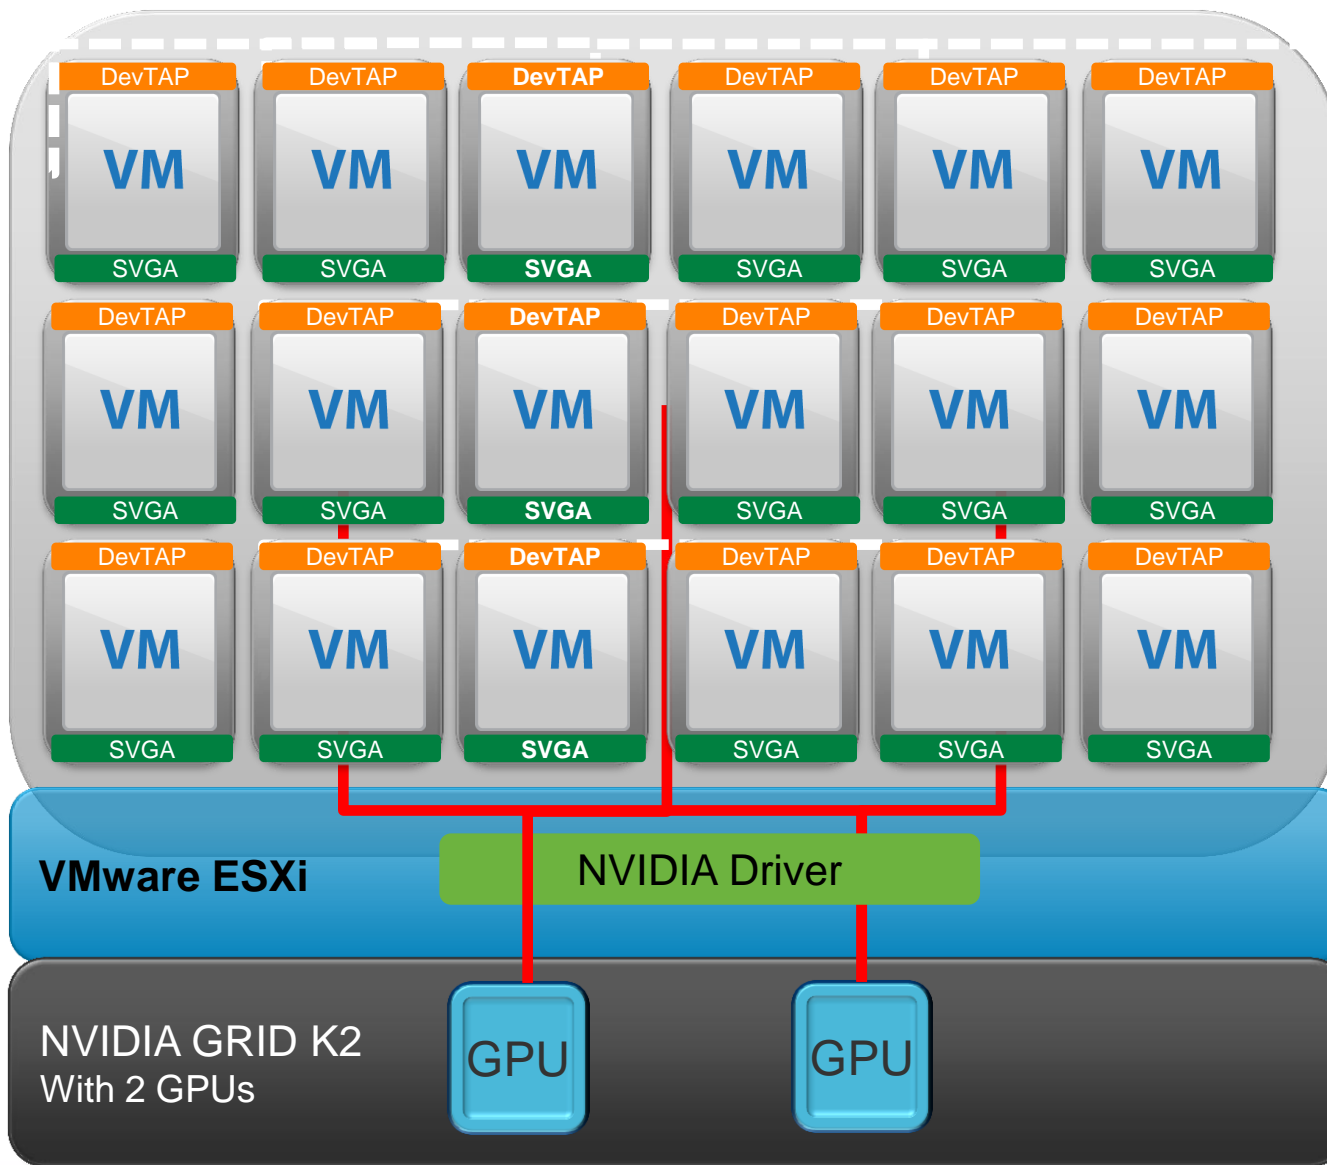 DevTAP DevTAP DevTAP DevTAP DevTAP DevTAP
VM VM VM VM VM VM
SVGA SVGA SVGA SVGA SVGA SVGA
DevTAP DevTAP DevTAP DevTAP DevTAP DevTAP
VM VM VM VM VM VM
SVGA SVGA SVGA SVGA SVGA SVGA
DevTAP DevTAP DevTAP DevTAP DevTAP DevTAP
VM VM VM VM VM VM
SVGA SVGA SVGA SVGA SVGA SVGA
VMware ESXi
NVIDIA Driver
NVIDIA GRID K2
With 2 GPUs
GPU GPU